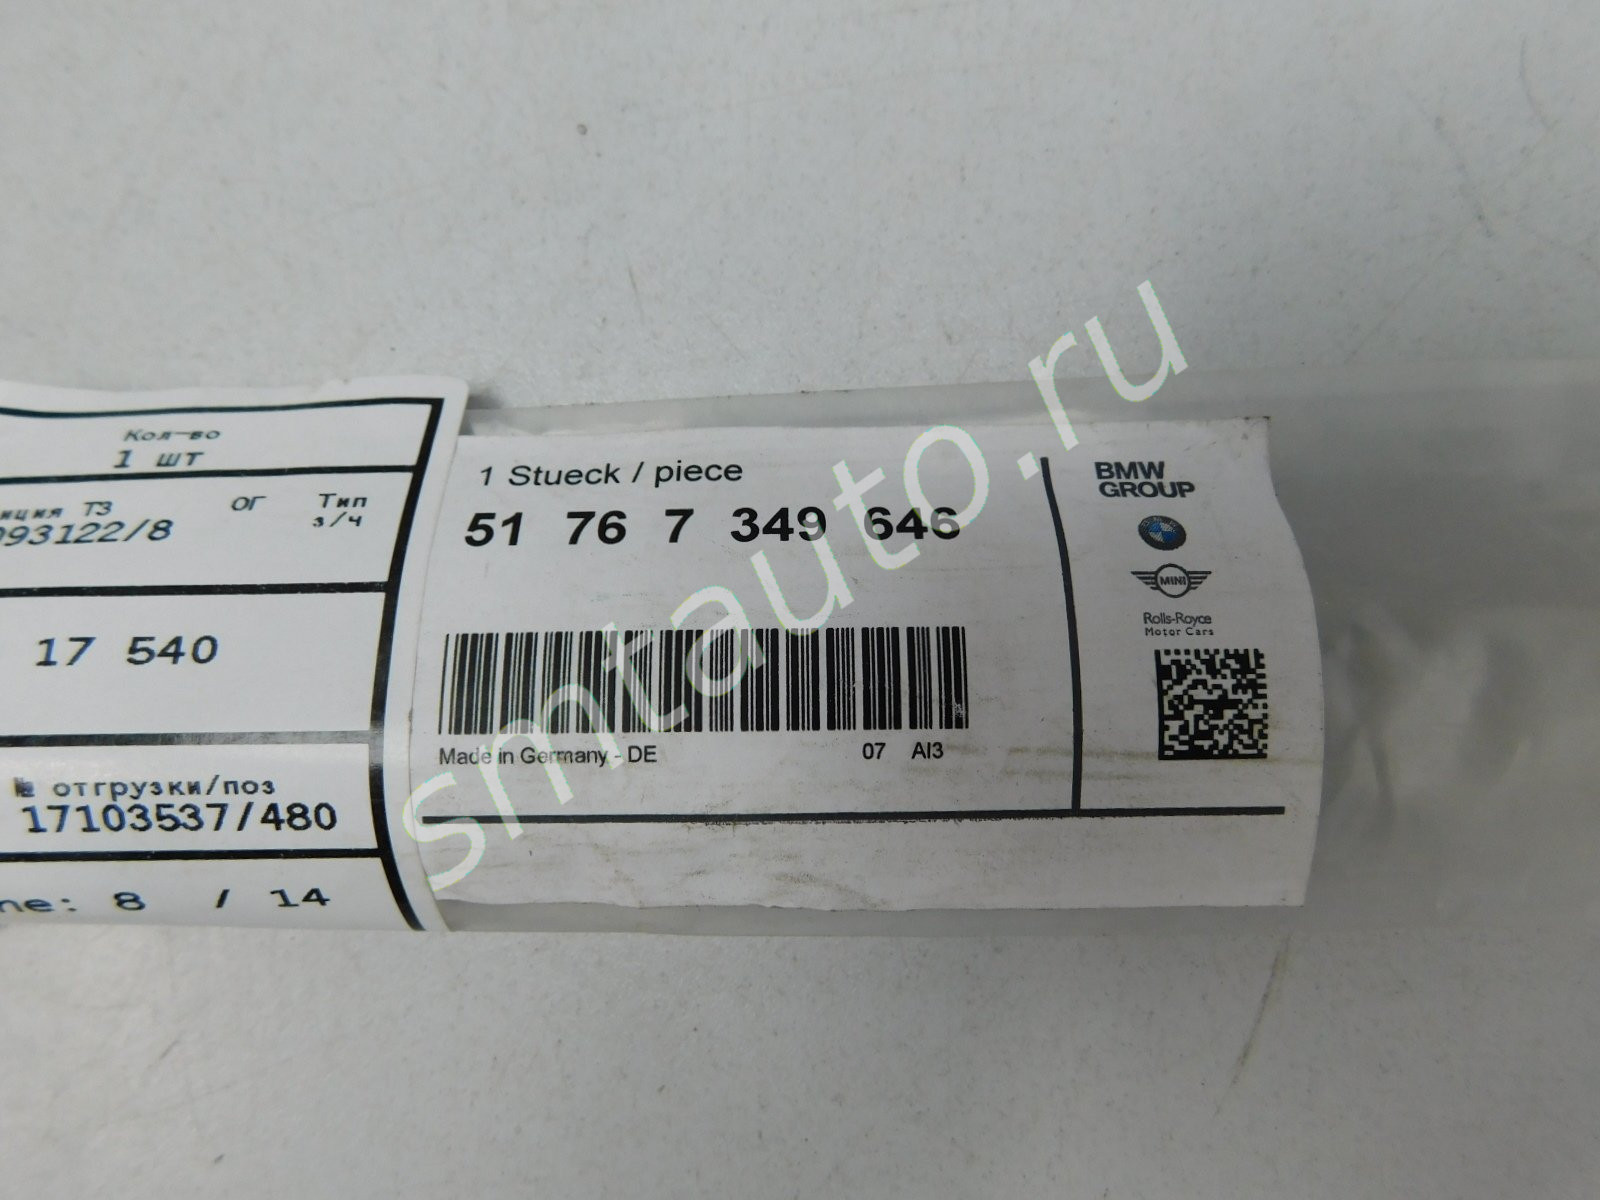 Кол-во
1 шт
иция ТЗ ОГ Тип
з/ч
093122/8
17 540
№ отгрузки/поз
17103537/480
ne: 8 / 14
1 Stueck / piece
51 76 7 349 646
Made in Germany - DE 07 AI3
BMW
GROUP
MINI
Rolls-Royce
Motor Cars
smtauto.ru